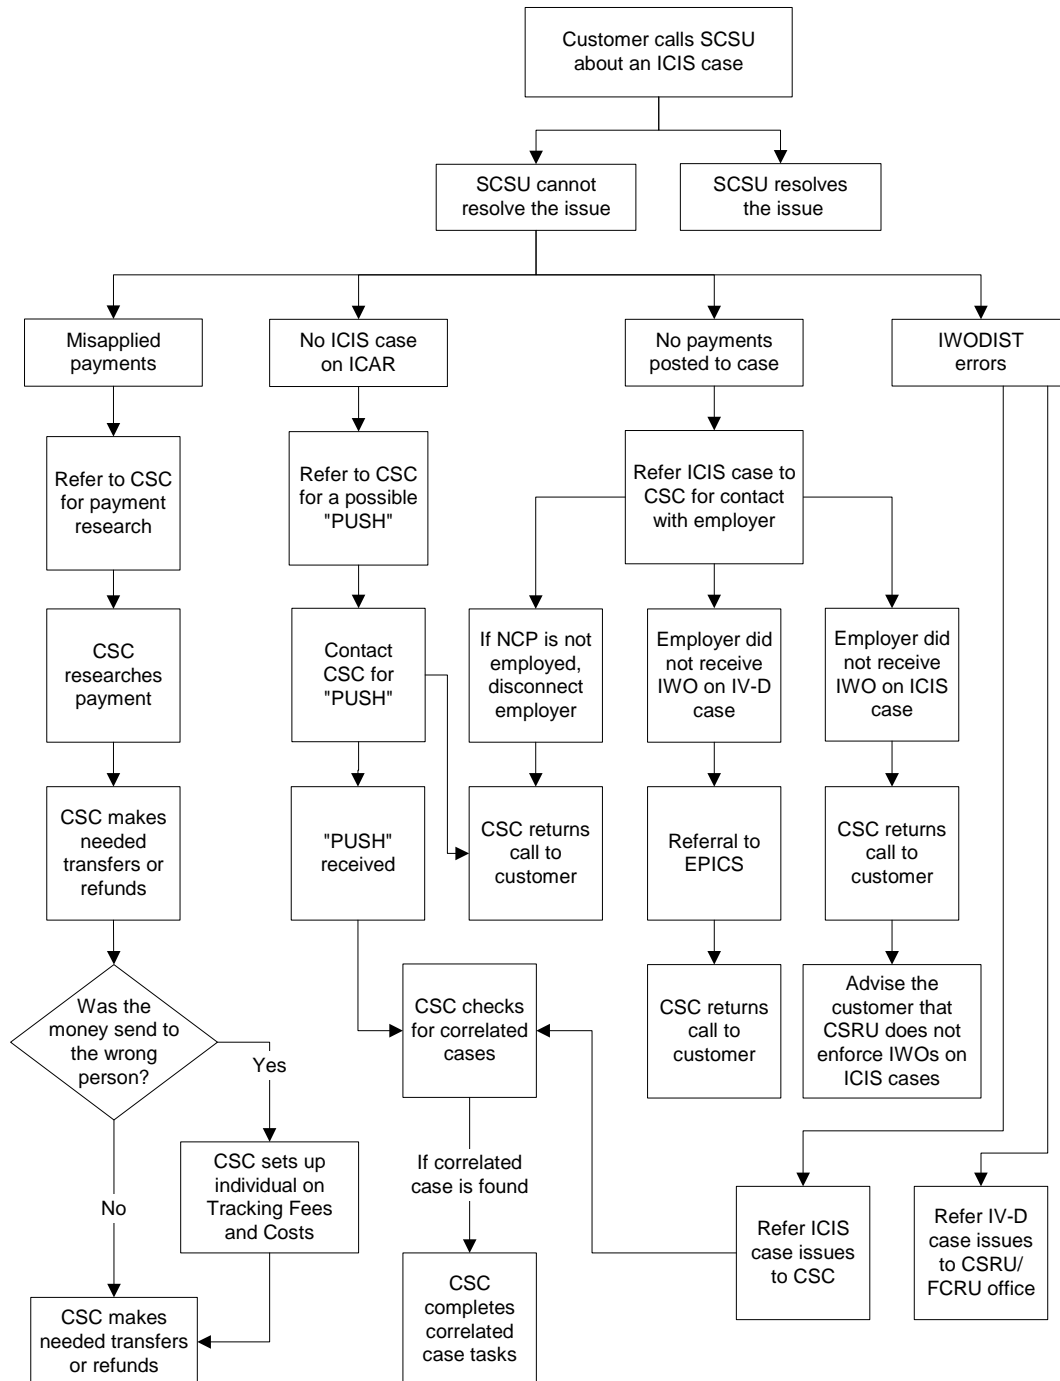 Customer calls SCSU
about an ICIS case
SCSU cannot
resolve the issue
SCSU resolves
the issue
Misapplied
payments
No ICIS case
on ICAR
No payments
posted to case
IWODIST
errors
Refer to CSC
for payment
research
Refer to CSC
for a possible
"PUSH"
Refer ICIS case to
CSC for contact
with employer
CSC
researches
payment
Contact
CSC for
"PUSH"
If NCP is not
employed,
disconnect
employer
Employer did
not receive
IWO on IV-D
case
Employer did
not receive
IWO on ICIS
case
CSC makes
needed
transfers or
refunds
"PUSH"
received
CSC returns
call to
customer
Referral to
EPICS
CSC returns
call to
customer
Was the
money send to
the wrong
person?
Yes
No
CSC checks
for correlated
cases
CSC returns
call to
customer
Advise the
customer that
CSRU does not
enforce IWOs on
ICIS cases
CSC sets up
individual on
Tracking Fees
and Costs
If correlated
case is found
Refer ICIS
case issues
to CSC
Refer IV-D
case issues
to CSRU/
FCRU office
CSC makes
needed transfers
or refunds
CSC
completes
correlated
case tasks